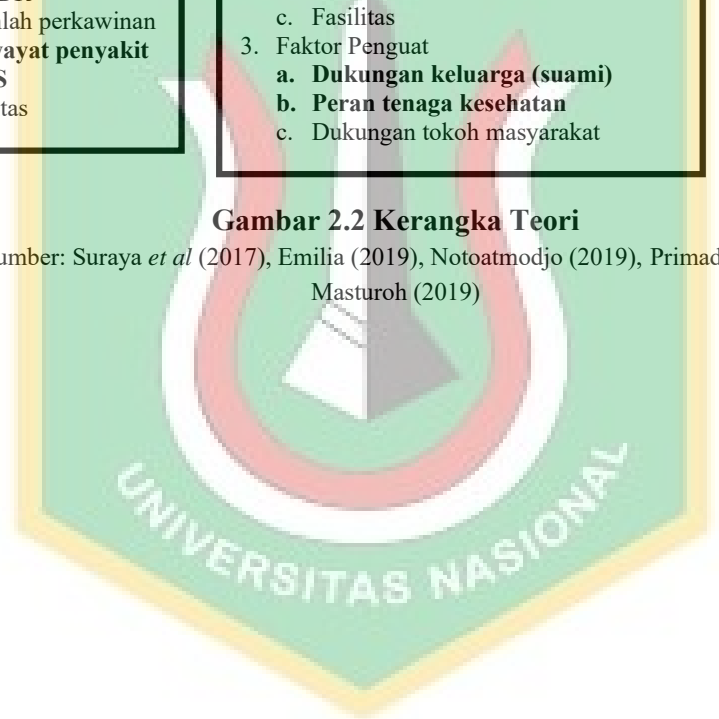 lah perkawinan
ayat penyakit
S
tas
c. Fasilitas
3. Faktor Penguat
a. Dukungan keluarga (suami)
b. Peran tenaga kesehatan
c. Dukungan tokoh masyarakat
Gambar 2.2 Kerangka Teori
umber: Suraya et al (2017), Emilia (2019), Notoatmodjo (2019), Primad
Masturoh (2019)
UNIVERSITAS NASIONAL